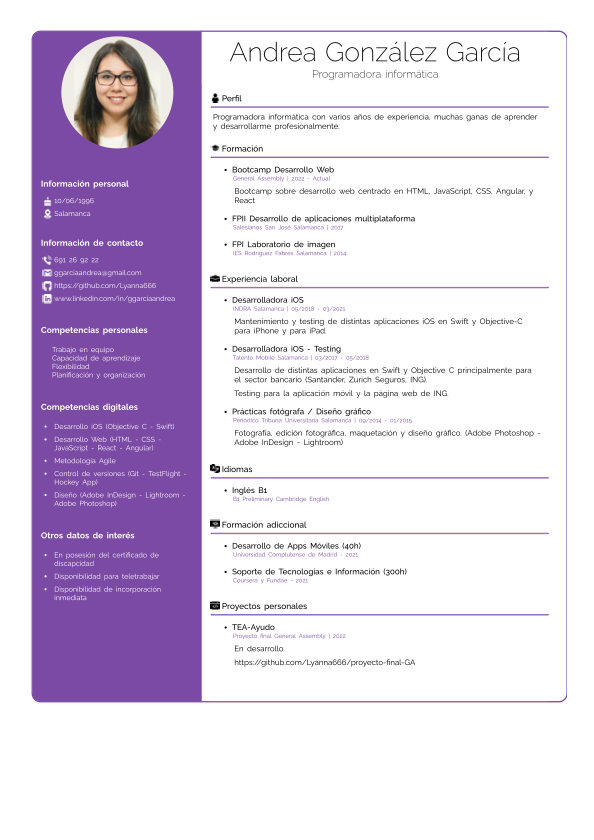 Andrea González García
Programadora informática
Información personal
10/06/1996
Salamanca
Información de contacto
691 26 92 22
ggarciaandrea@gmail.com
https://github.com/Lyanna666
www.linkedin.com/in/ggarciaandrea
Competencias personales
Trabajo en equipo
Capacidad de aprendizaje
Flexibilidad
Planificación y organización
Competencias digitales
• Desarrollo iOS (Objective C - Swift)
• Desarrollo Web (HTML - CSS -
JavaScript - React - Angular)
• Metodología Agile
• Control de versiones (Git - TestFlight -
Hockey App)
• Diseño (Adobe InDesign - Lightroom -
Adobe Photoshop)
Otros datos de interés
• En posesión del certificado de
discapcidad
• Disponibilidad para teletrabajar
• Disponibilidad de incorporación
inmediata
Perfil
Programadora informática con varios años de experiencia, muchas ganas de aprender
y desarrollarme profesionalmente.
Formación
• Bootcamp Desarrollo Web
General Assembly | 2022 - Actual
Bootcamp sobre desarrollo web centrado en HTML, JavaScript, CSS, Angular, y
React
• FPII Desarrollo de aplicaciones multiplataforma
Salesianos San José Salamanca | 2017
• FPI Laboratorio de imagen
IES Rodríguez Fabrés Salamanca | 2014
Experiencia laboral
• Desarrolladora iOS
INDRA Salamanca | 05/2018 - 03/2021
Mantenimiento y testing de distintas aplicaciones iOS en Swift y Objective-C
para iPhone y para iPad.
• Desarrolladora iOS - Testing
Talento Mobile Salamanca | 03/2017 - 05/2018
Desarrollo de distintas aplicaciones en Swift y Objective C principalmente para
el sector bancario (Santander, Zurich Seguros, ING).
Testing para la aplicación móvil y la página web de ING.
• Prácticas fotógrafa / Diseño gráfico
Periódico Tribuna Universitaria Salamanca | 09/2014 - 01/2015
Fotografía, edición fotográfica, maquetación y diseño gráfico. (Adobe Photoshop -
Adobe InDesign - Lightroom)
Idiomas
• Inglés B1
B1 Preliminary Cambridge English
Formación adiccional
• Desarrollo de Apps Móviles (40h)
Universidad Complutense de Madrid - 2021
• Soporte de Tecnologías e Información (300h)
Coursera y Fundae - 2021
Proyectos personales
• TEA-Ayudo
Proyecto final General Assembly | 2022
En desarrollo
https://github.com/Lyanna666/proyecto-final-GA